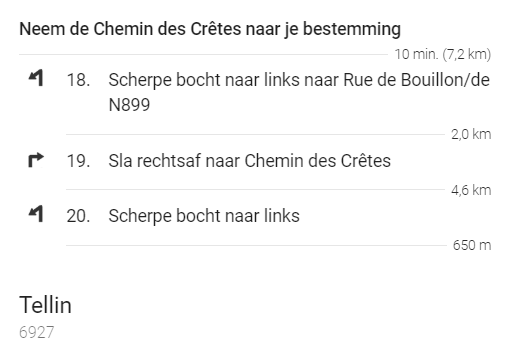 Neem de Chemin des Crêtes naar je bestemming
10 min. (7,2 km)
18. Scherpe bocht naar links naar Rue de Bouillon/de
N899
2,0 km
19. Sla rechtsaf naar Chemin des Crêtes
4,6 km
20. Scherpe bocht naar links
650 m
Tellin
6927